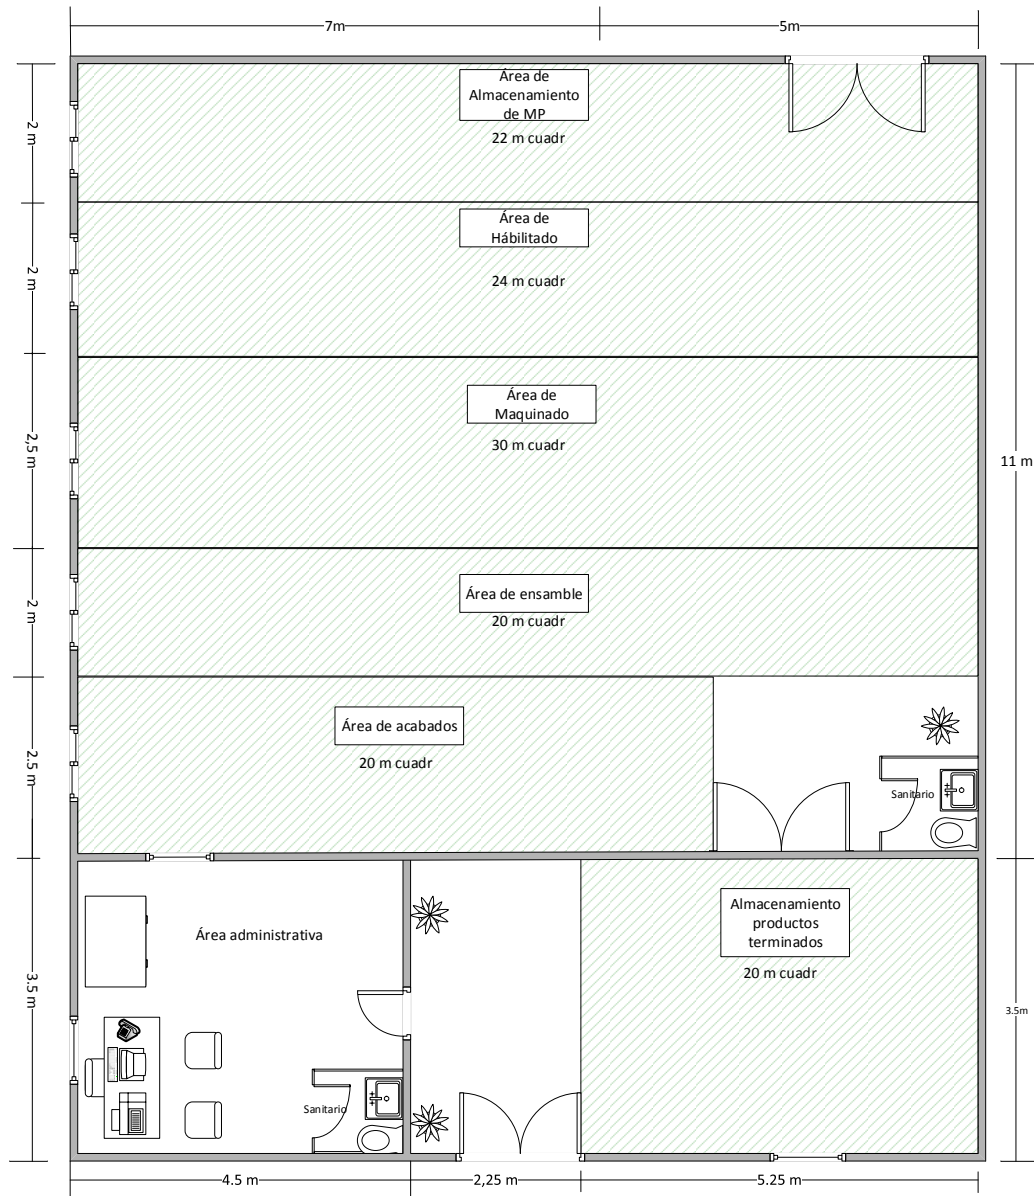 7m
5m
Área de
Almacenamiento
de MP
22 m cuadr
2 m
Área de
Hábilitado
24 m cuadr
2 m
Área de
Maquinado
30 m cuadr
2,5 m
11 m
Área de ensamble
20 m cuadr
2 m
Área de acabados
20 m cuadr
2.5 m
Sanitario
Almacenamiento
productos
terminados
20 m cuadr
Área administrativa
3.5 m
3.5m
Sanitario
4.5 m
2,25 m
5.25 m